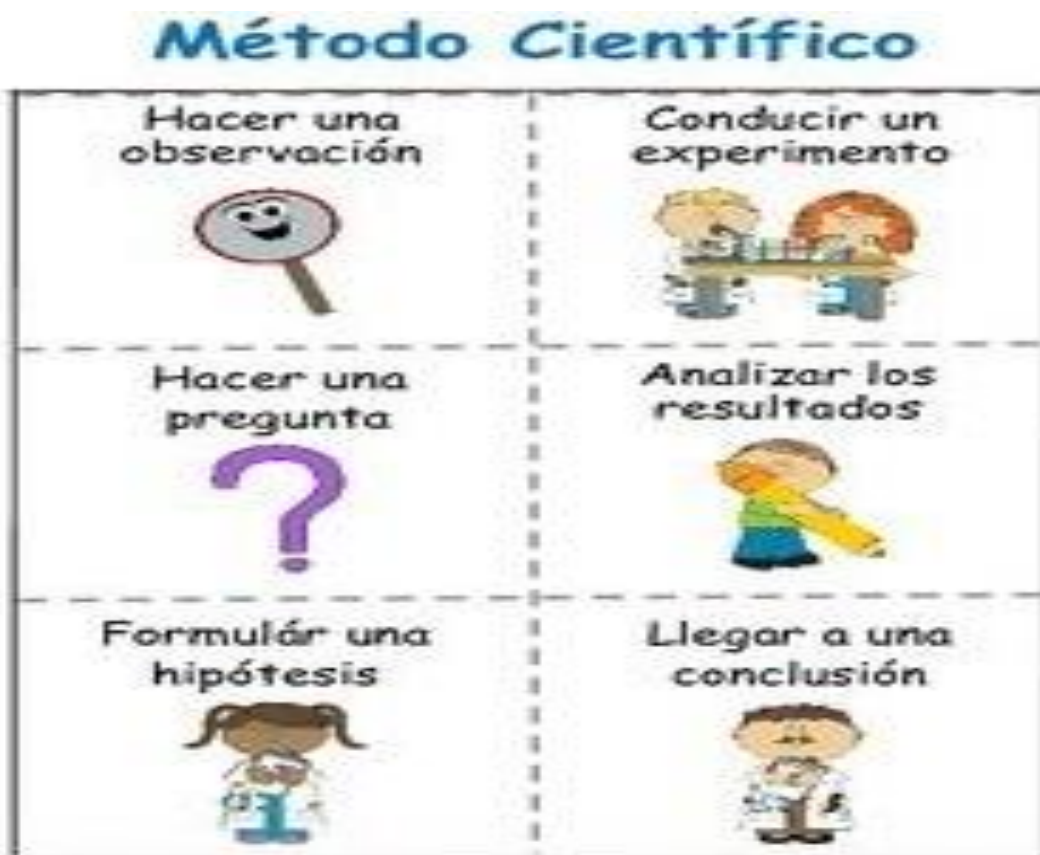 Método Científico
Hacer una
observación
Hacer una
pregunta
Formulár una
hipótesis
Conducir un
experimento
Analizar los
resultados
Llegar a una
conclusión